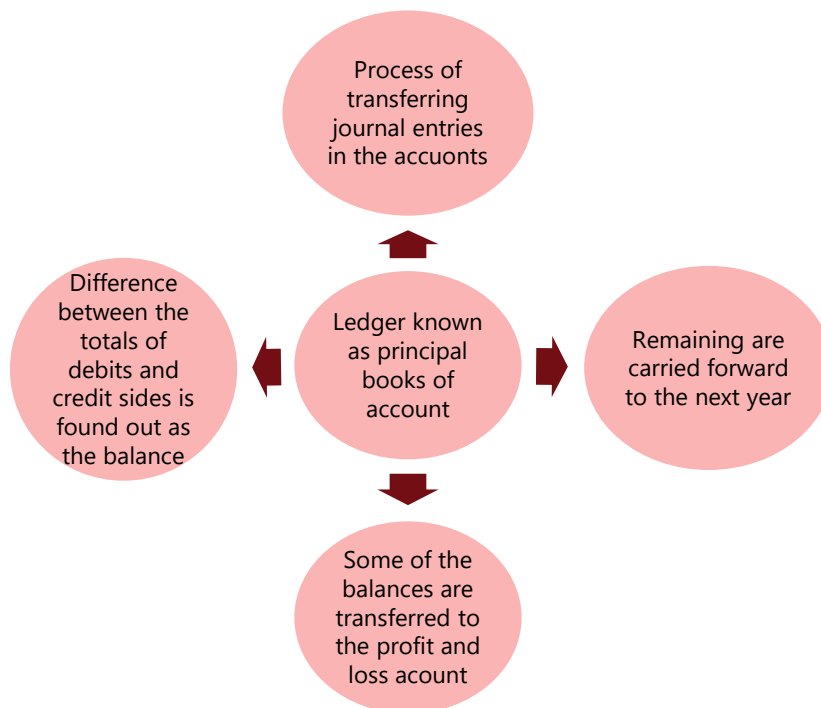 Process of
transferring
journal entries
in the accuonts
Difference
between the
totals of
debits and
credit sides is
found out as
the balance
Ledger known
as principal
books of
account
Remaining are
carried forward
to the next year
Some of the
balances are
transferred to
the profit and
loss acount